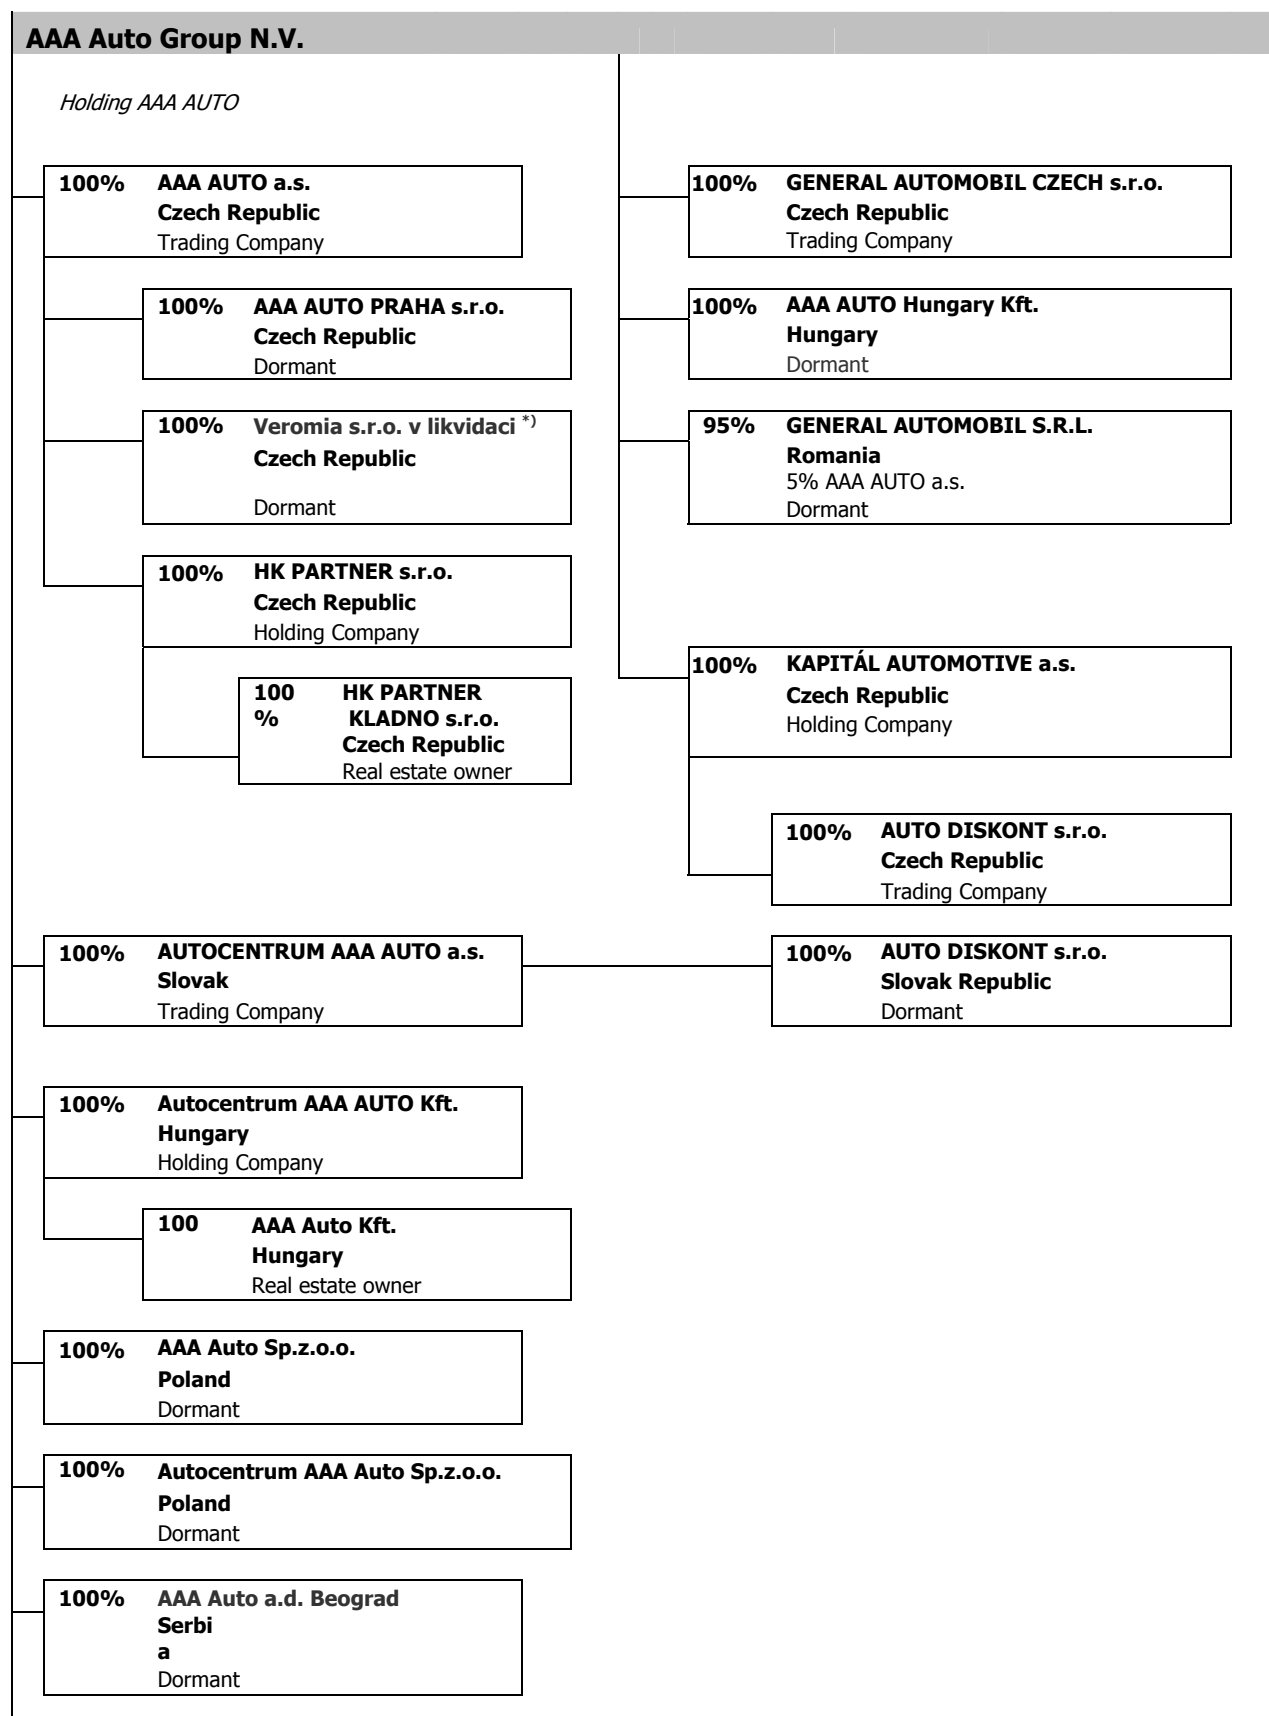 AAA Auto Group N.V.
Holding AAA AUTO
100% AAA AUTO a.s.
Czech Republic
Trading Company
100% AAA AUTO PRAHA s.r.o.
Czech Republic
Dormant
100% Veromia s.r.o. v likvidaci *)
Czech Republic
Dormant
100% HK PARTNER s.r.o.
Czech Republic
Holding Company
100 HK PARTNER
% KLADNO s.r.o.
Czech Republic
Real estate owner
100% GENERAL AUTOMOBIL CZECH s.r.o.
Czech Republic
Trading Company
100% AAA AUTO Hungary Kft.
Hungary
Dormant
95% GENERAL AUTOMOBIL S.R.L.
Romania
5% AAA AUTO a.s.
Dormant
100% KAPITÁL AUTOMOTIVE a.s.
Czech Republic
Holding Company
100% AUTO DISKONT s.r.o.
Czech Republic
Trading Company
100% AUTOCENTRUM AAA AUTO a.s.
Slovak
Trading Company
100% AUTO DISKONT s.r.o.
Slovak Republic
Dormant
100% Autocentrum AAA AUTO Kft.
Hungary
Holding Company
100 AAA Auto Kft.
Hungary
Real estate owner
100% AAA Auto Sp.z.o.o.
Poland
Dormant
100% Autocentrum AAA Auto Sp.z.o.o.
Poland
Dormant
100% AAA Auto a.d. Beograd
Serbi
a
Dormant